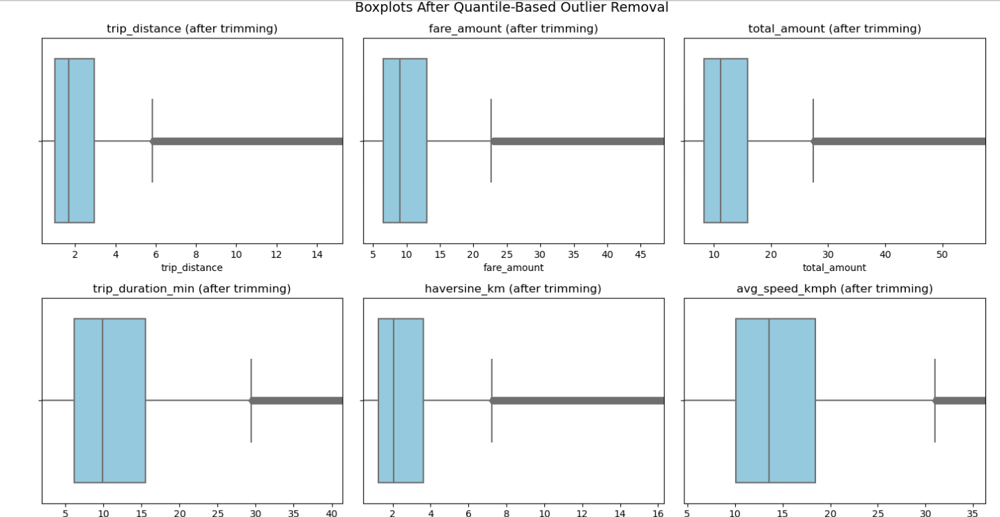 Boxplots After Quantile-Based Outlier Removal
trip_distance (after trimming)
fare_amount (after trimming)
total_amount (after trimming)
2 4 6 8 10 12 14
5 10 15 20 25 30 35 40 45
10 20 30 40 50
trip_distance
fare_amount
total_amount
trip_duration_min (after trimming)
haversine_km (after trimming)
avg_speed_kmph (after trimming)
5 10 15 20 25 30 35 40
2 4 6 8 10 12 14 16
5 10 15 20 25 30 35